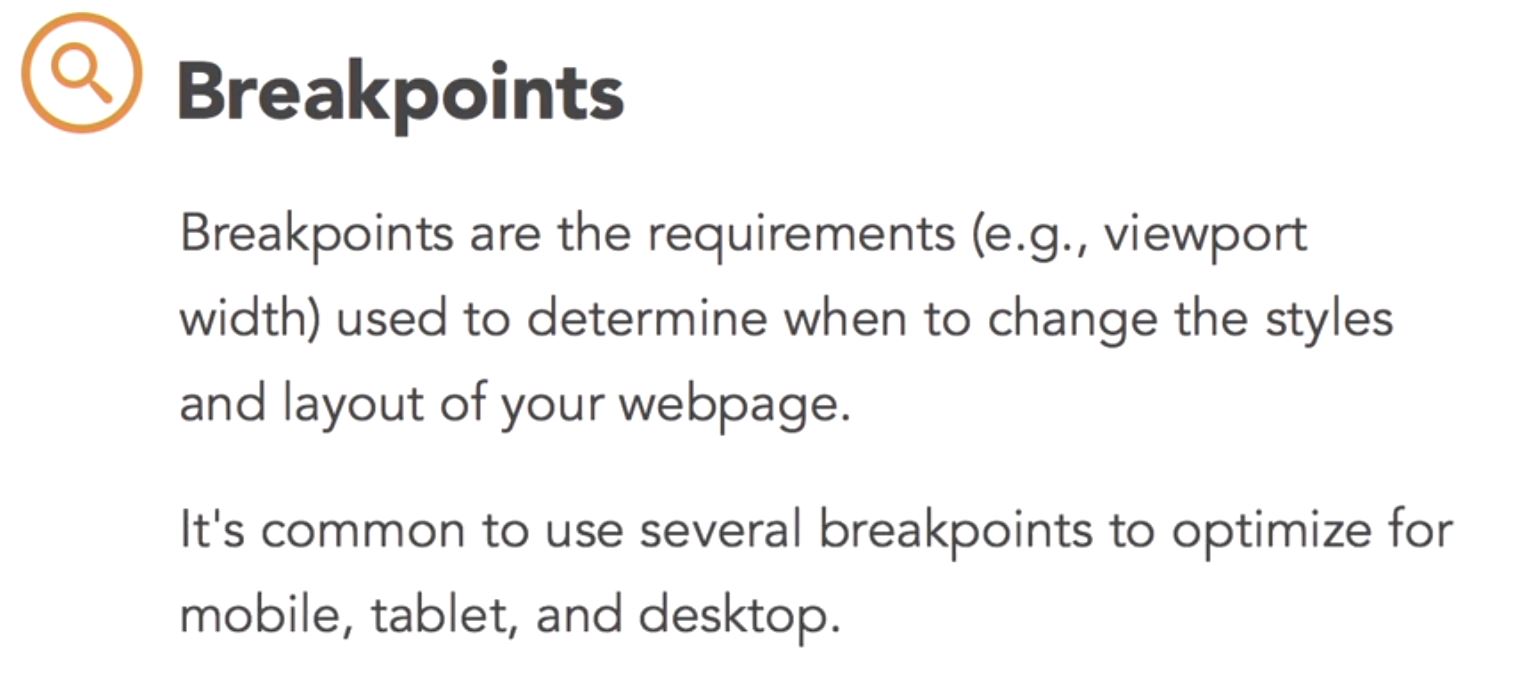 Breakpoints
Breakpoints are the requirements (e.g., viewport
width) used to determine when to change the styles
and layout of your webpage.
It's common to use several breakpoints to optimize for
mobile, tablet, and desktop.